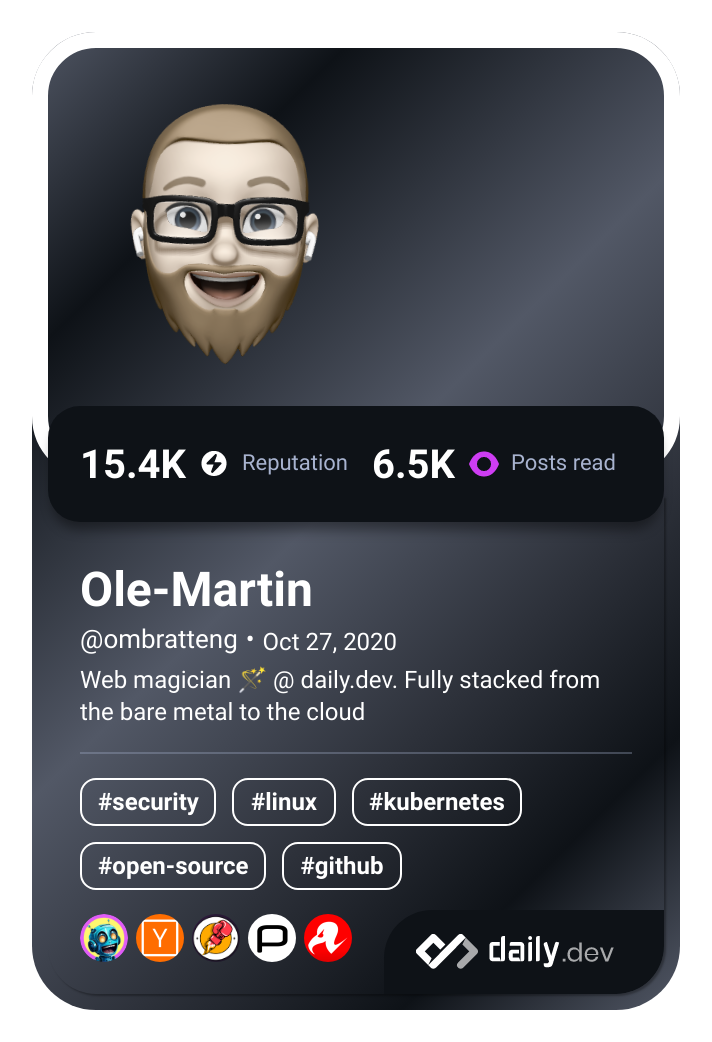 15.4K Reputation 6.5K Posts read
Ole-Martin
@ombratteng • Oct 27, 2020
Web magician 🪄 @ daily.dev. Fully stacked from
the bare metal to the cloud
#security #linux #kubernetes
#open-source #github
Y
daily.dev